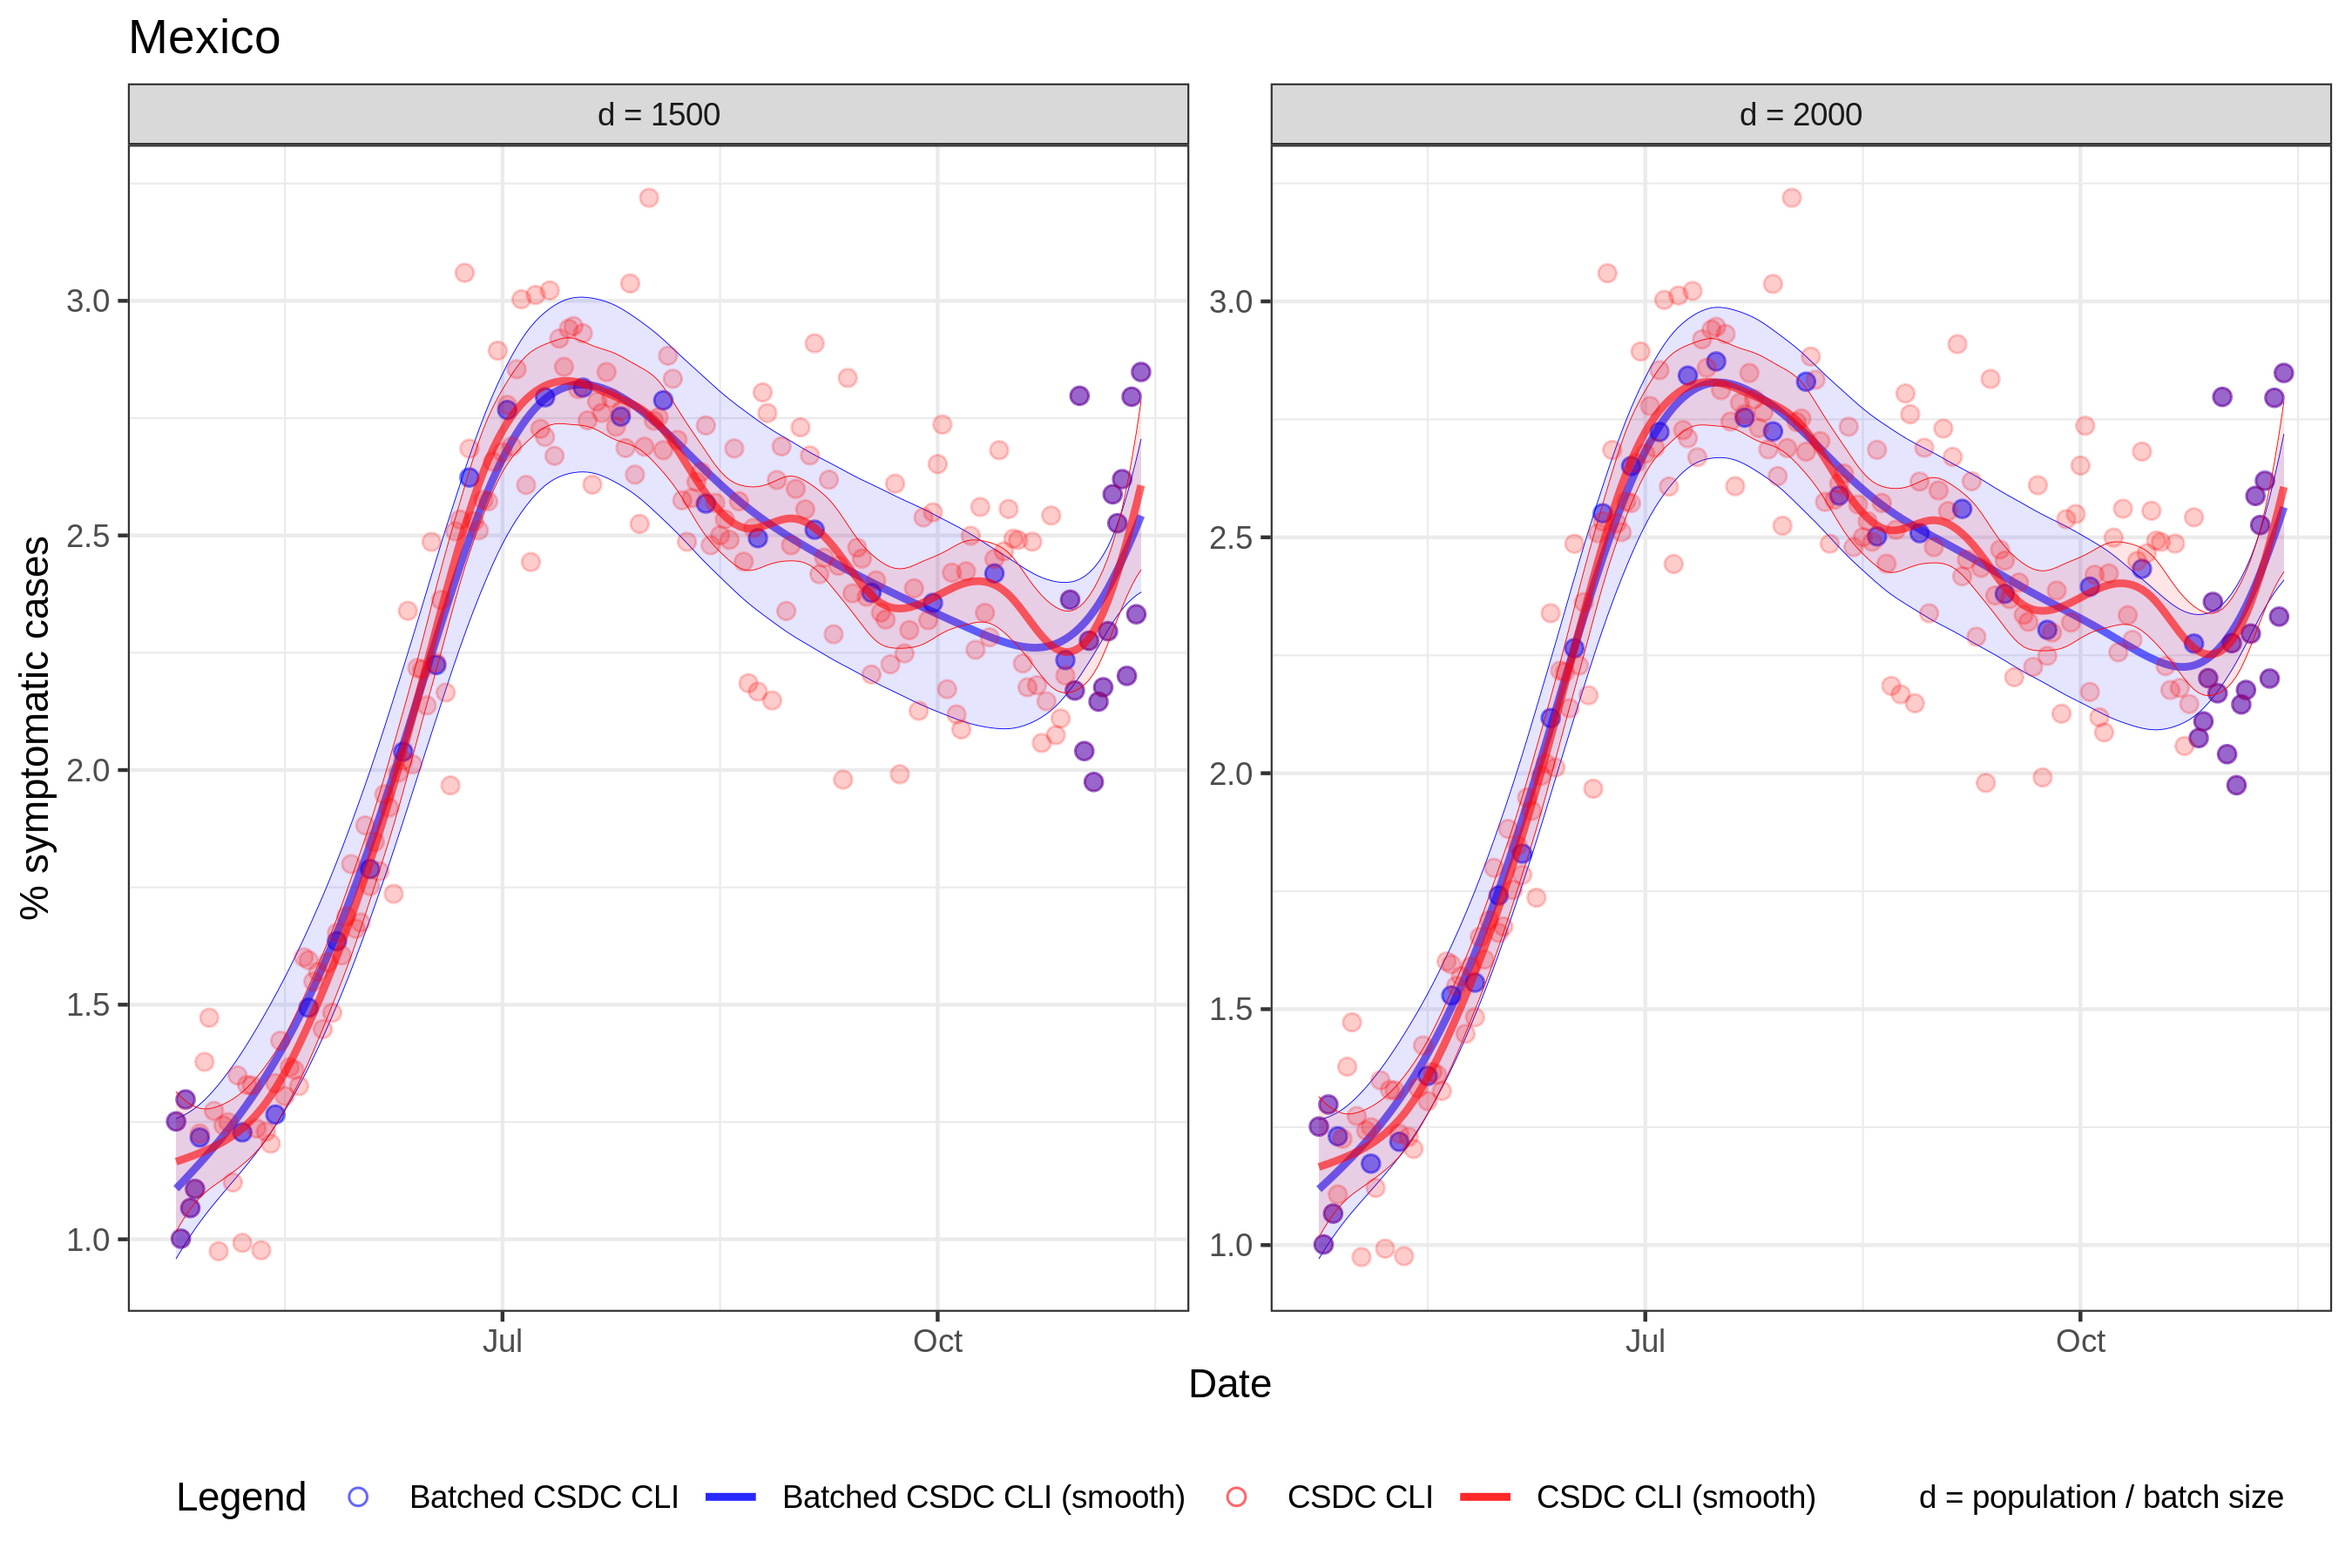 Mexico
d = 1500
d = 2000
% symptomatic cases
3.0
2.5
2.0
1.5
1.0
3.0
2.5
2.0
1.5
1.0
Jul
Oct
Jul
Oct
Date
Legend
Batched CSDC CLI
Batched CSDC CLI (smooth)
CSDC CLI
CSDC CLI (smooth)
d = population / batch size